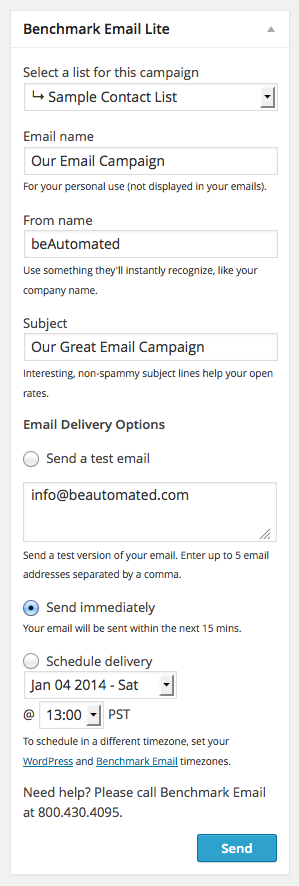 Benchmark Email Lite
Select a list for this campaign
↳ Sample Contact List
Email name
Our Email Campaign
For your personal use (not displayed in your emails).
From name
beAutomated
Use something they'll instantly recognize, like your
company name.
Subject
Our Great Email Campaign
Interesting, non-spammy subject lines help your open
rates.
Email Delivery Options
Send a test email
info@beautomated.com
Send a test version of your email. Enter up to 5 email
addresses separated by a comma.
Send immediately
Your email will be sent within the next 15 mins.
Schedule delivery
Jan 04 2014 - Sat
@ 13:00 PST
To schedule in a different timezone, set your
WordPress and Benchmark Email timezones.
Need help? Please call Benchmark Email
at 800.430.4095.
Send